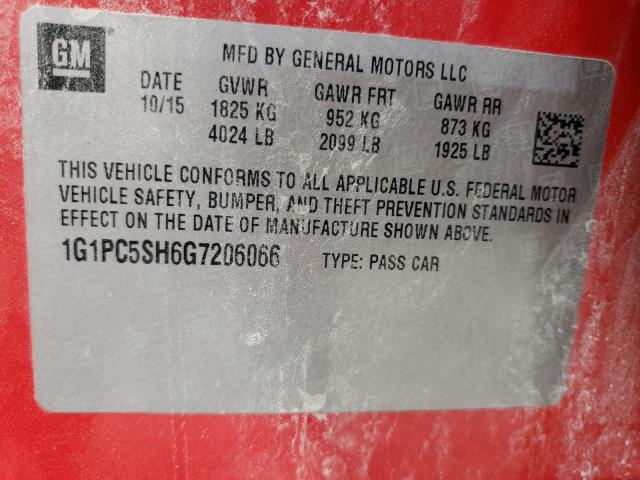 GM
MFD BY GENERAL MOTORS LLC
DATE GVWR GAWR FRT GAWR RR
10/15 1825 KG 952 KG 873 KG
4024 LB 2099 LB 1925 LB
THIS VEHICLE CONFORMS TO ALL APPLICABLE U.S. FEDERAL MOTOR
VEHICLE SAFETY, BUMPER, AND THEFT PREVENTION STANDARDS IN
EFFECT ON THE DATE OF MANUFACTURE SHOWN ABOVE.
1G1PC5SH6G7206066 TYPE: PASS CAR